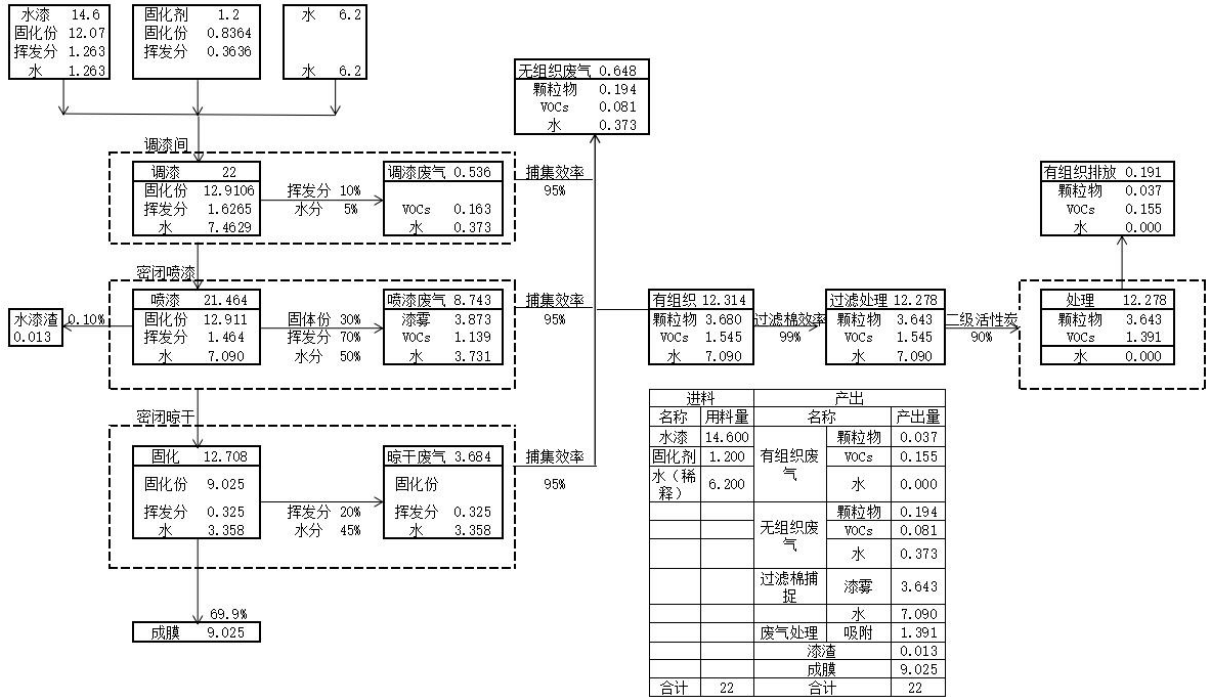 水漆 14.6
固化份 12.07
挥发分 1.263
水 1.263
固化剂 1.2
固化份 0.8364
挥发分 0.3636
水 6.2
水 6.2
无组织废气 0.648
颗粒物 0.194
VOCs 0.081
水 0.373
调漆间
调漆 22
固化份 12.9106
挥发分 1.6265
水 7.4629
挥发分 10%
水分 5%
调漆废气 0.536
VOCs 0.163
水 0.373
捕集效率
95%
有组织排放 0.191
颗粒物 0.037
VOCs 0.155
水 0.000
密闭喷漆
水漆渣
0.013
0.10%
喷漆 21.464
固化份 12.911
挥发分 1.464
水 7.090
固体份 30%
挥发分 70%
水分 50%
喷漆废气 8.743
漆雾 3.873
VOCs 1.139
水 3.731
捕集效率
95%
有组织 12.314
颗粒物 3.680
VOCs 1.545
水 7.090
过滤棉效率
99%
过滤处理 12.278
颗粒物 3.643
VOCs 1.545
水 7.090
二级活性炭
90%
处理 12.278
颗粒物 3.643
VOCs 1.391
水 0.000
密闭晾干
固化 12.708
固化份 9.025
挥发分 0.325
水 3.358
挥发分 20%
水分 45%
晾干废气 3.684
固化份
挥发分 0.325
水 3.358
捕集效率
95%
69.9%
成膜 9.025
进料 产出
名称 用料量 名称 产出量
水漆 14.600 有组织废气 颗粒物 0.037
固化剂 1.200 VOCs 0.155
水（稀释） 6.200 水 0.000
无组织废气 颗粒物 0.194
VOCs 0.081
水 0.373
过滤棉捕捉 漆雾 3.643
水 7.090
废气处理 吸附 1.391
漆渣 0.013
成膜 9.025
合计 22 合计 22